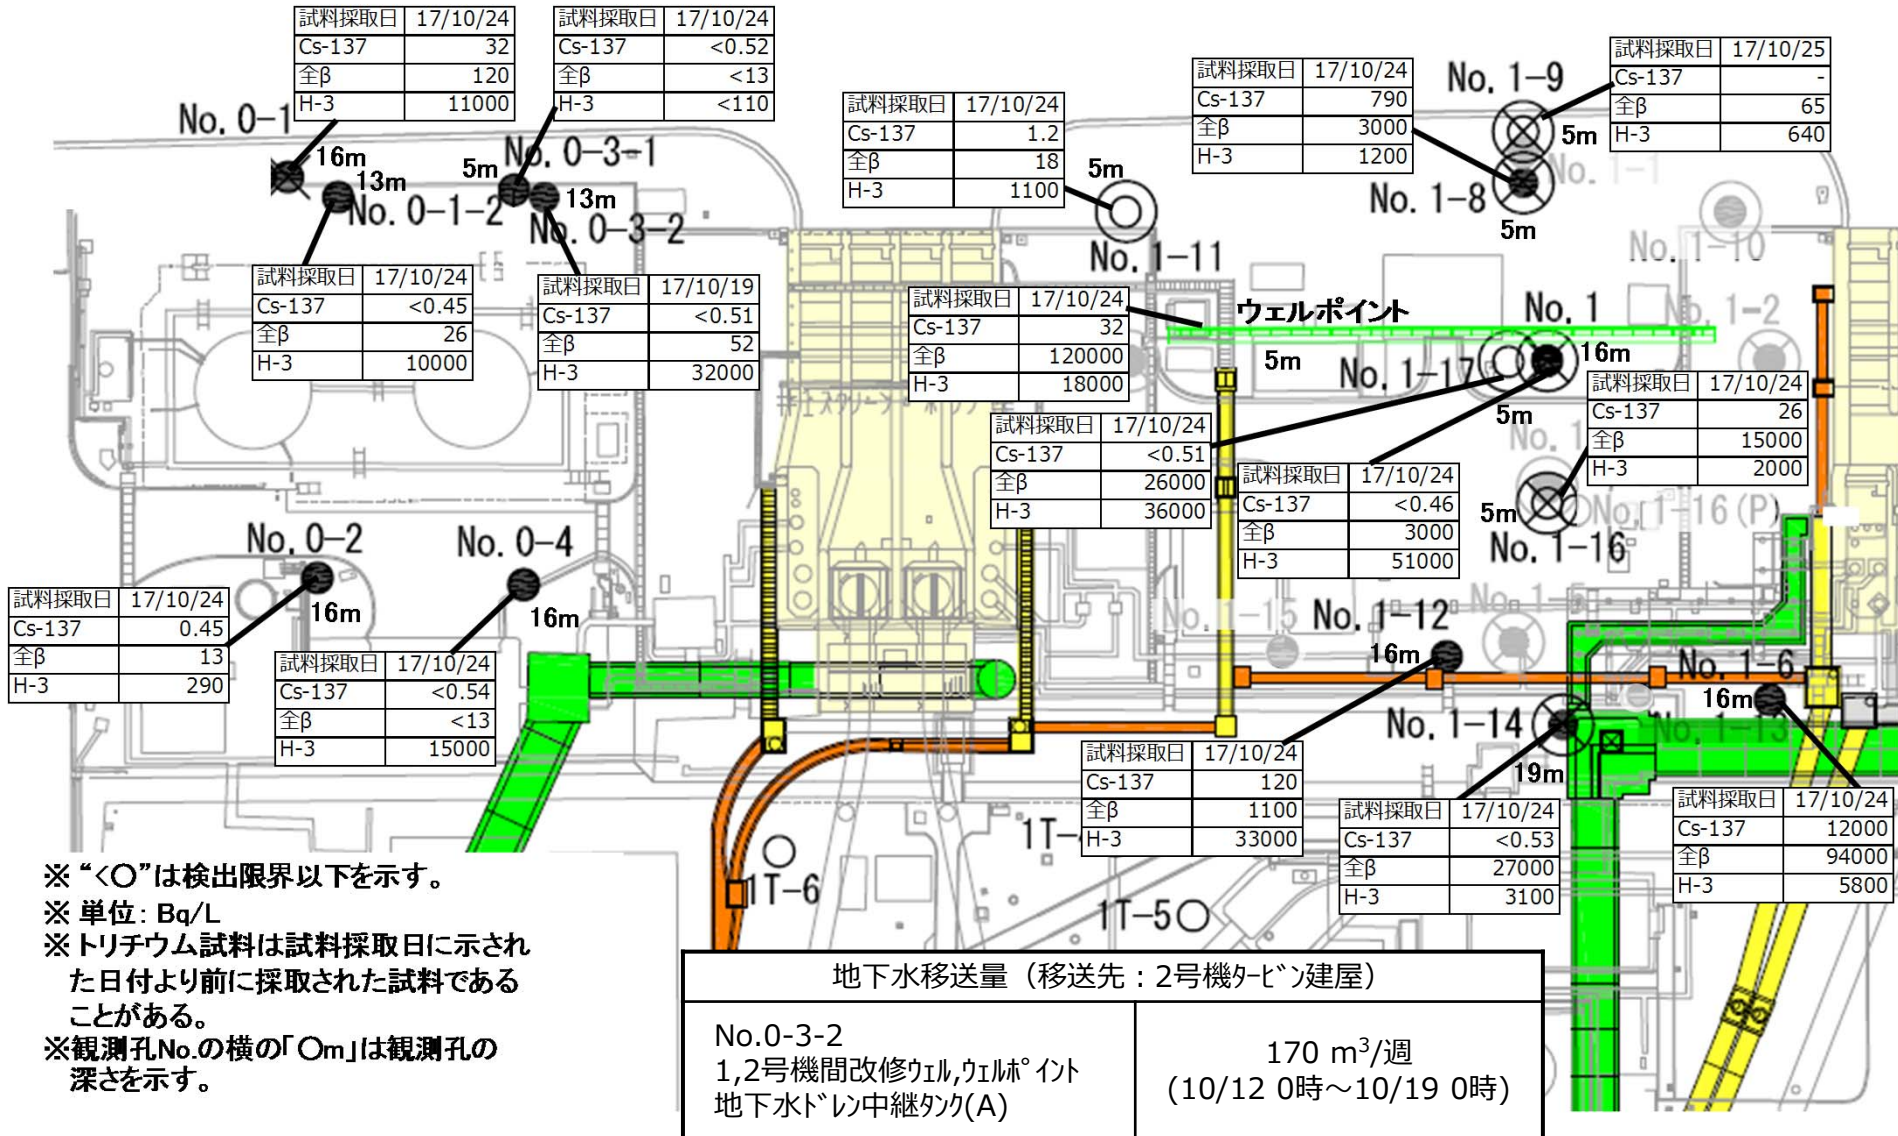 試料採取日 17/10/24
Cs-137 32
全β 120
H-3 11000
試料採取日 17/10/24
Cs-137 <0.52
全β <13
H-3 <110
試料採取日 17/10/24
Cs-137 1.2
全β 18
H-3 1100
試料採取日 17/10/24
Cs-137 790
全β 3000
H-3 1200
試料採取日 17/10/25
Cs-137 -
全β 65
H-3 640
No. 0-1
16m
13m
No. 0-1-2
5m
No. 0-3-1
13m
No. 0-3-2
5m
No. 1-11
No. 1-9
5m
No. 1-1
No. 1-8
5m
No. 1-10
試料採取日 17/10/24
Cs-137 <0.45
全β 26
H-3 10000
試料採取日 17/10/19
Cs-137 <0.51
全β 52
H-3 32000
試料採取日 17/10/24
Cs-137 32
全β 120000
H-3 18000
ウェルポイント
5m
No. 1
16m
No. 1-2
No. 1-17
5m
試料採取日 17/10/24
Cs-137 <0.51
全β 26000
H-3 36000
試料採取日 17/10/24
Cs-137 <0.46
全β 3000
H-3 51000
試料採取日 17/10/24
Cs-137 26
全β 15000
H-3 2000
5m
No. 1-16(P)
No. 1-16
No. 0-2
16m
No. 0-4
16m
試料採取日 17/10/24
Cs-137 0.45
全β 13
H-3 290
試料採取日 17/10/24
Cs-137 <0.54
全β <13
H-3 15000
No. 1-15
No. 1-12
16m
No. 1-5
No. 1-6
16m
No. 1-14
19m
No. 1-13
試料採取日 17/10/24
Cs-137 120
全β 1100
H-3 33000
試料採取日 17/10/24
Cs-137 <0.53
全β 27000
H-3 3100
試料採取日 17/10/24
Cs-137 12000
全β 94000
H-3 5800
1T-6
1T-5
※ “<○”は検出限界以下を示す。
※ 単位: Bq/L
※ トリチウム試料は試料採取日に示され
た日付より前に採取された試料である
ことがある。
※観測孔No.の横の「○m」は観測孔の
深さを示す。
地下水移送量（移送先：2号機ﾀｰﾋﾞﾝ建屋）
No.0-3-2
1,2号機間改修ｳｪﾙ,ｳｪﾙﾎﾟｲﾝﾄ
地下水ﾄﾞﾚﾝ中継ﾀﾝｸ(A)
170 m³/週
(10/12 0時～10/19 0時)